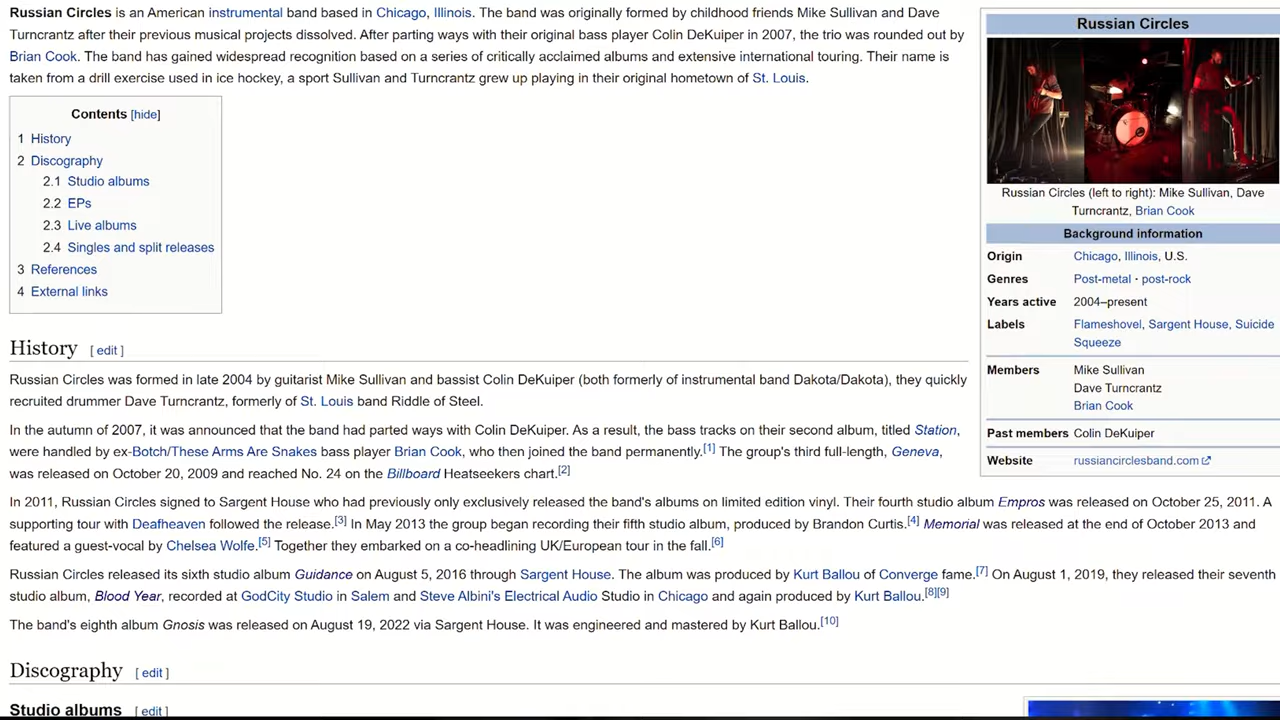 Russian Circles is an American instrumental band based in Chicago, Illinois. The band was originally formed by childhood friends Mike Sullivan and Dave
Turncrantz after their previous musical projects dissolved. After parting ways with their original bass player Colin DeKuiper in 2007, the trio was rounded out by
Brian Cook. The band has gained widespread recognition based on a series of critically acclaimed albums and extensive international touring. Their name is
taken from a drill exercise used in ice hockey, a sport Sullivan and Turncrantz grew up playing in their original hometown of St. Louis.
Contents [hide]
1 History
2 Discography
2.1 Studio albums
2.2 EPs
2.3 Live albums
2.4 Singles and split releases
3 References
4 External links
Russian Circles
Russian Circles (left to right): Mike Sullivan, Dave
Turncrantz, Brian Cook
Background information
Origin Chicago, Illinois, U.S.
Genres Post-metal · post-rock
Years active 2004–present
Labels Flameshovel, Sargent House, Suicide
Squeeze
Members Mike Sullivan
Dave Turncrantz
Brian Cook
Past members Colin DeKuiper
Website russiancirclesband.com
History [ edit ]
Russian Circles was formed in late 2004 by guitarist Mike Sullivan and bassist Colin DeKuiper (both formerly of instrumental band Dakota/Dakota), they quickly
recruited drummer Dave Turncrantz, formerly of St. Louis band Riddle of Steel.
In the autumn of 2007, it was announced that the band had parted ways with Colin DeKuiper. As a result, the bass tracks on their second album, titled Station,
were handled by ex-Botch/These Arms Are Snakes bass player Brian Cook, who then joined the band permanently.[1] The group's third full-length, Geneva,
was released on October 20, 2009 and reached No. 24 on the Billboard Heatseekers chart.[2]
In 2011, Russian Circles signed to Sargent House who had previously only exclusively released the band's albums on limited edition vinyl. Their fourth studio album Empros was released on October 25, 2011. A
supporting tour with Deafheaven followed the release.[3] In May 2013 the group began recording their fifth studio album, produced by Brandon Curtis.[4] Memorial was released at the end of October 2013 and
featured a guest-vocal by Chelsea Wolfe.[5] Together they embarked on a co-headlining UK/European tour in the fall.[6]
Russian Circles released its sixth studio album Guidance on August 5, 2016 through Sargent House. The album was produced by Kurt Ballou of Converge fame.[7] On August 1, 2019, they released their seventh
studio album, Blood Year, recorded at GodCity Studio in Salem and Steve Albini's Electrical Audio Studio in Chicago and again produced by Kurt Ballou.[8][9]
The band's eighth album Gnosis was released on August 19, 2022 via Sargent House. It was engineered and mastered by Kurt Ballou.[10]
Discography [ edit ]
Studio albums [ edit ]